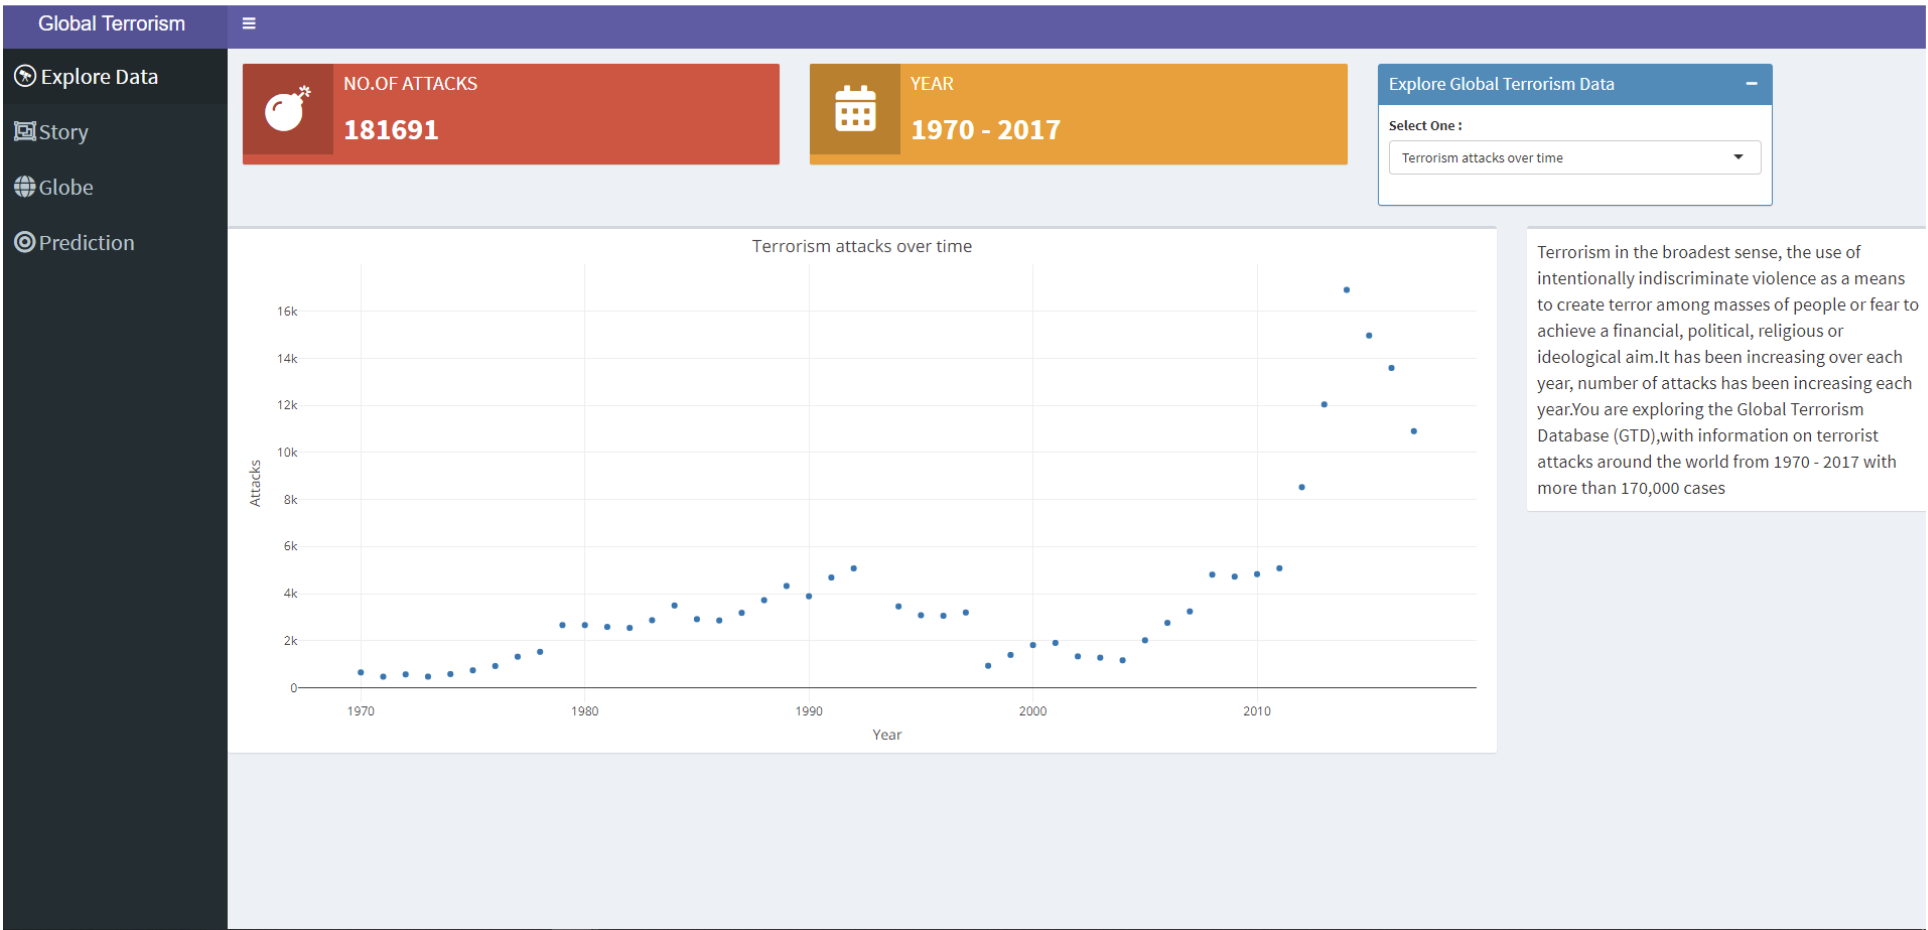 Global Terrorism
Explore Data
Story
Globe
Prediction
NO.OF ATTACKS
181691
YEAR
1970 - 2017
Explore Global Terrorism Data
Select One :
Terrorism attacks over time
Terrorism attacks over time
16k
14k
12k
10k
8k
6k
4k
2k
0
Attacks
1970
1980
1990
2000
2010
Year
Terrorism in the broadest sense, the use of
intentionally indiscriminate violence as a means
to create terror among masses of people or fear to
achieve a financial, political, religious or
ideological aim.It has been increasing over each
year, number of attacks has been increasing each
year.You are exploring the Global Terrorism
Database (GTD),with information on terrorist
attacks around the world from 1970 - 2017 with
more than 170,000 cases